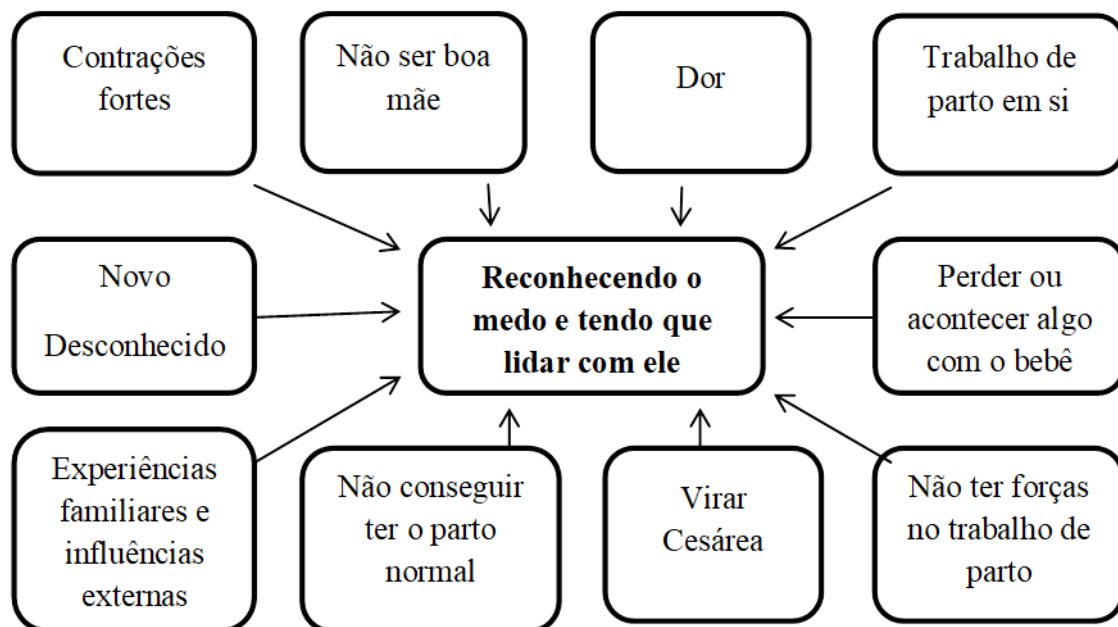 Contrações
fortes
Não ser boa
mãe
Dor
Trabalho de
parto em si
Novo
Desconhecido
Reconhecendo o
medo e tendo que
lidar com ele
Perder ou
acontecer algo
com o bebê
Experiências
familiares e
influências
externas
Não conseguir
ter o parto
normal
Virar
Cesárea
Não ter forças
no trabalho de
parto